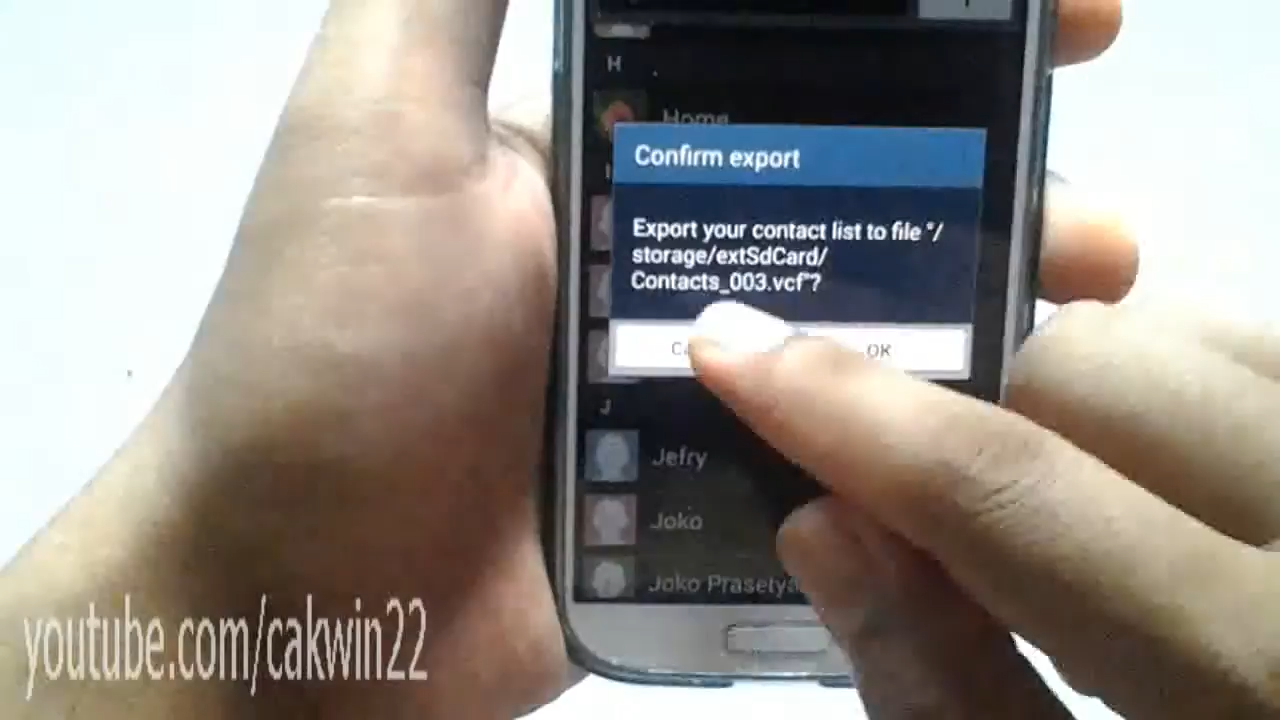 H
Home
Confirm export
Export your contact list to file "/
storage/extSdCard/
Contacts_003.vcf"?
OK
J
Jefry
Joko
Joko
youtube.com/cakwin22